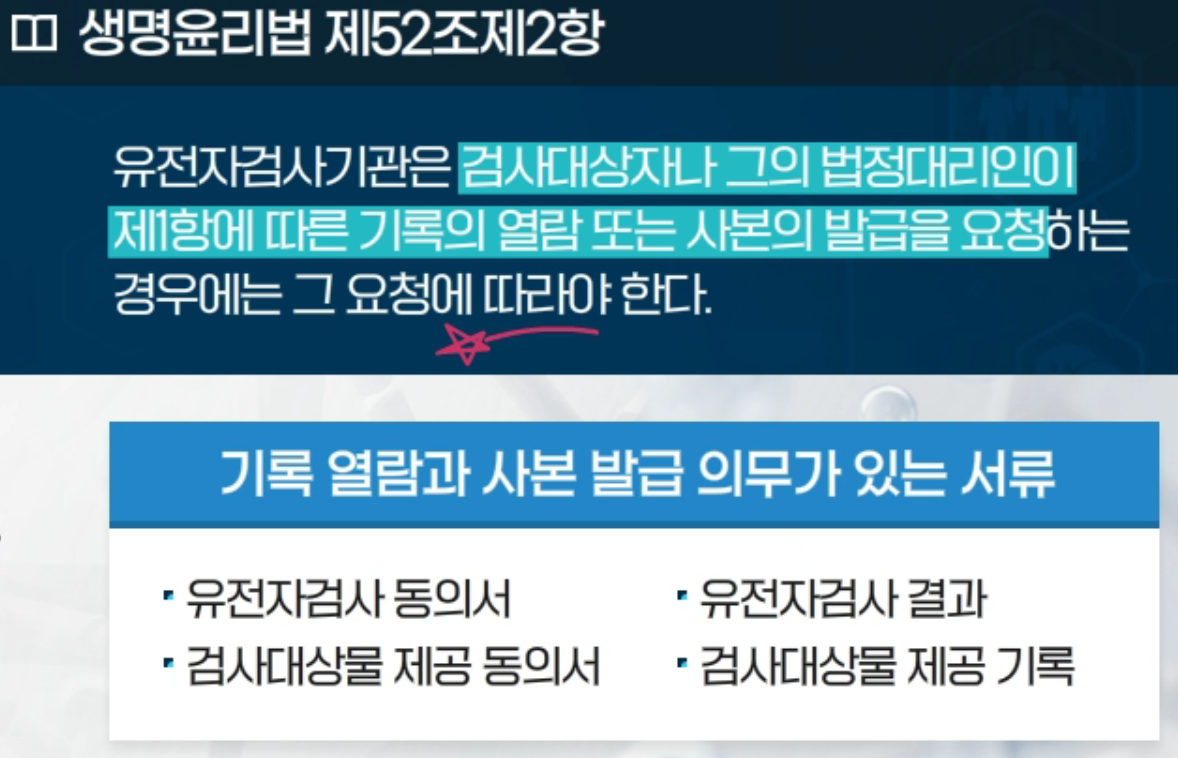 생명윤리법 제52조제2항
유전자검사기관은 검사대상자나 그의 법정대리인이
제1항에 따른 기록의 열람 또는 사본의 발급을 요청하는
경우에는 그 요청에 따라야 한다.
기록 열람과 사본 발급 의무가 있는 서류
유전자검사 동의서
유전자검사 결과
검사대상물 제공 동의서
검사대상물 제공 기록